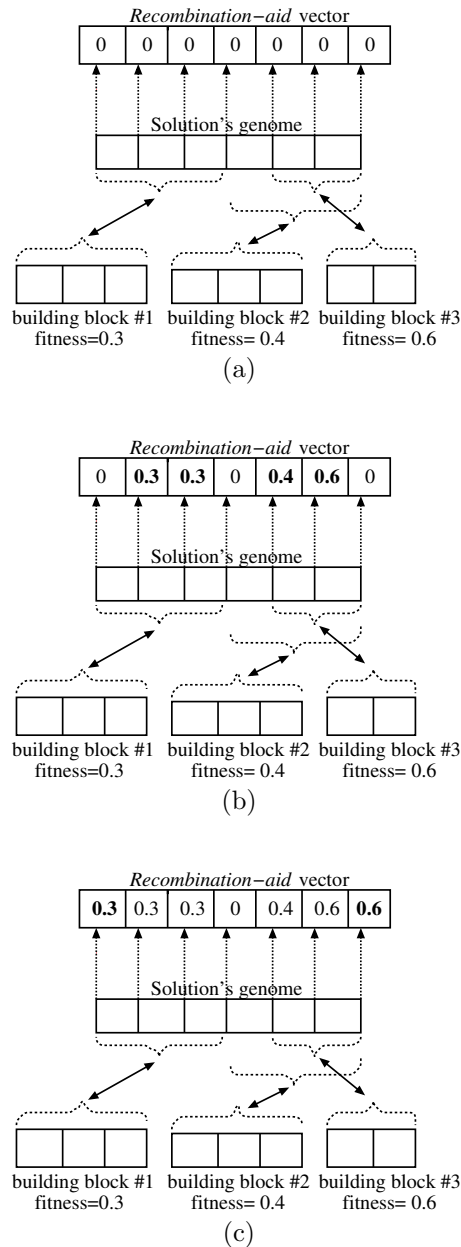 Recombination−aid vector
0 0 0 0 0 0 0
Solution's genome
building block #1 building block #2 building block #3
fitness=0.3 fitness= 0.4 fitness= 0.6
(a)
Recombination−aid vector
0 0.3 0.3 0 0.4 0.6 0
Solution's genome
building block #1 building block #2 building block #3
fitness=0.3 fitness= 0.4 fitness= 0.6
(b)
Recombination−aid vector
0.3 0.3 0.3 0 0.4 0.6 0.6
Solution's genome
building block #1 building block #2 building block #3
fitness=0.3 fitness= 0.4 fitness= 0.6
(c)